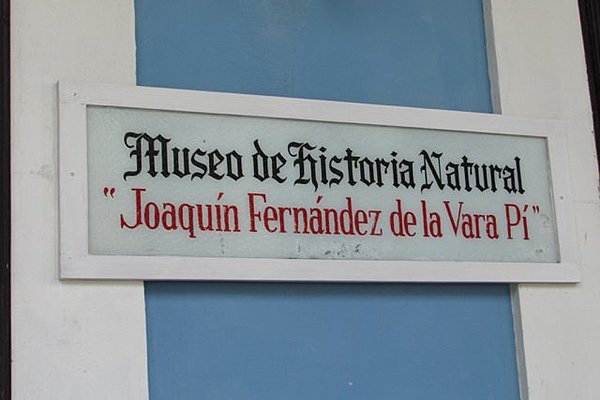 Museo de Historia Natural
“Joaquín Fernández de la Vara Pí”